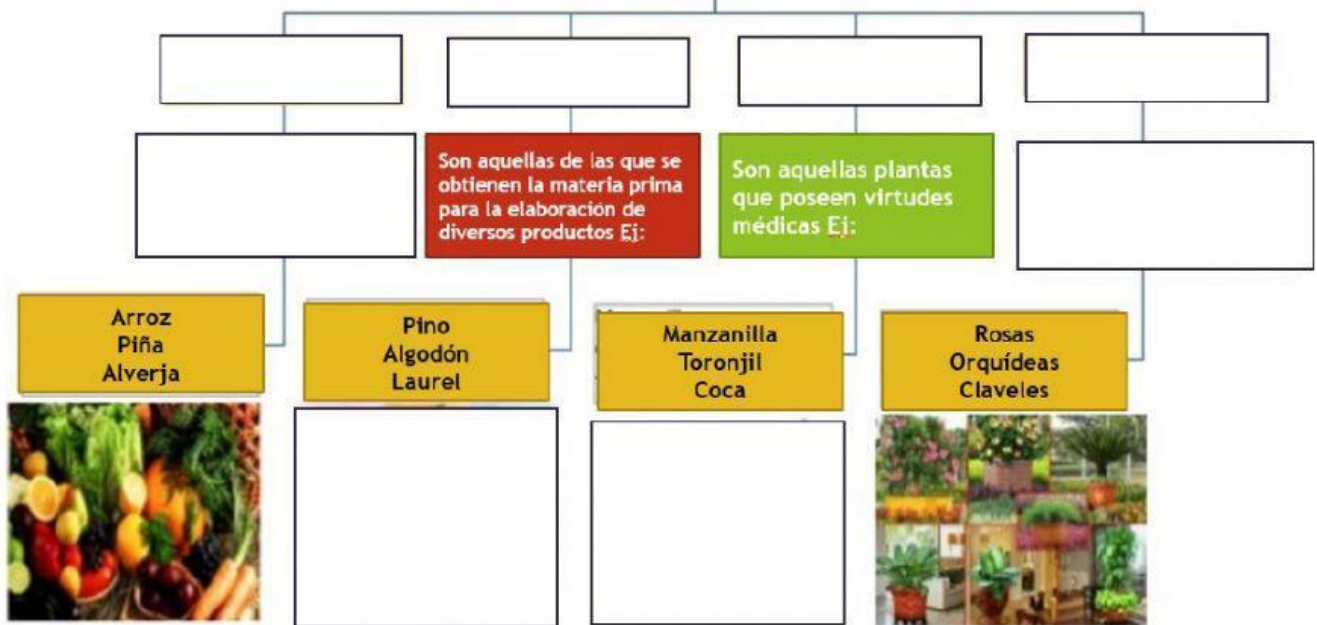 Son aquellas de las que se
obtienen la materia prima
para la elaboración de
diversos productos Ej:
Son aquellas plantas
que poseen virtudes
médicas Ej:
Arroz
Piña
Alverja
Pino
Algodón
Laurel
Manzanilla
Toronjil
Coca
Rosas
Orquídeas
Claveles